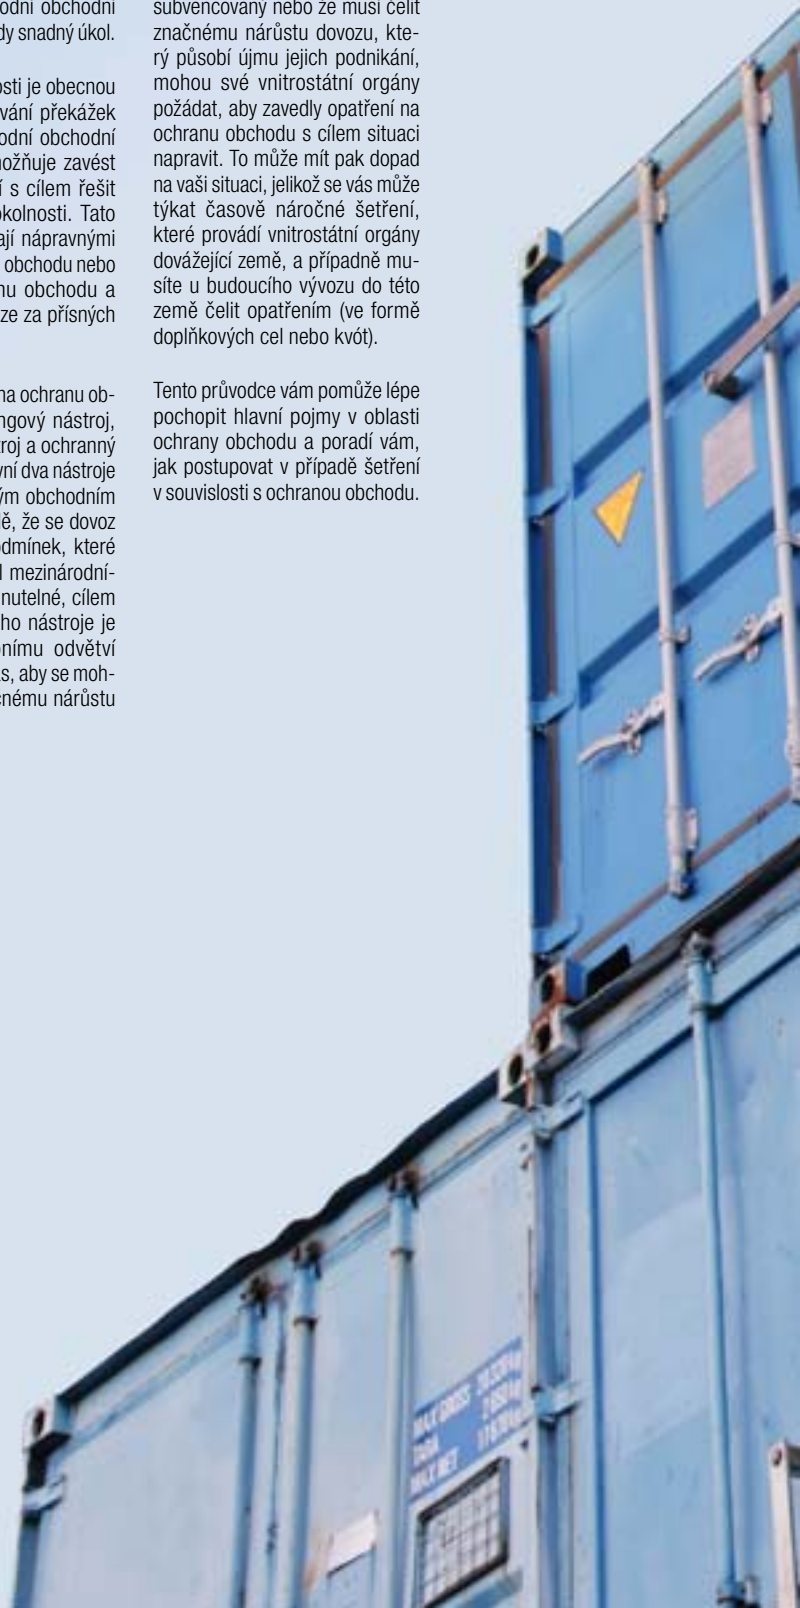 odní obchodní
dy snadný úkol.
osti je obecnou
vání překážek
odní obchodní
možňuje zavést
í s cílem řešit
okolnosti. Tato
ají nápravnými
obchodu nebo
mu obchodu a
ze za přísných
na ochranu ob-
ngový nástroj,
troj a ochranný
vní dva nástroje
ým obchodním
dě, že se dovoz
odmínek, které
l mezinárodní-
nutelné, cílem
ho nástroje je
nímu odvětví
s, aby se moh-
čnému nárůstu
subvencovaný nebo že musí čelit
značnému nárůstu dovozu, kte-
rý působí újmu jejich podnikání,
mohou své vnitrostátní orgány
požádat, aby zavedly opatření na
ochranu obchodu s cílem situaci
napravit. To může mít pak dopad
na vaši situaci, jelikož se vás může
týkat časově náročné šetření,
které provádí vnitrostátní orgány
dovážející země, a případně mu-
síte u budoucího vývozu do této
země čelit opatřením (ve formě
doplňkových cel nebo kvót).
Tento průvodce vám pomůže lépe
pochopit hlavní pojmy v oblasti
ochrany obchodu a poradí vám,
jak postupovat v případě šetření
v souvislosti s ochranou obchodu.
MAX GROSS
TARA
MAX NET